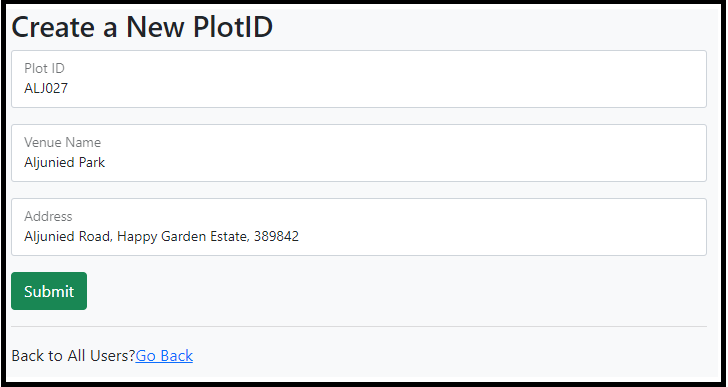 Create a New PlotID
Plot ID
ALJ027
Venue Name
Aljunied Park
Address
Aljunied Road, Happy Garden Estate, 389842
Submit
Back to All Users?Go Back